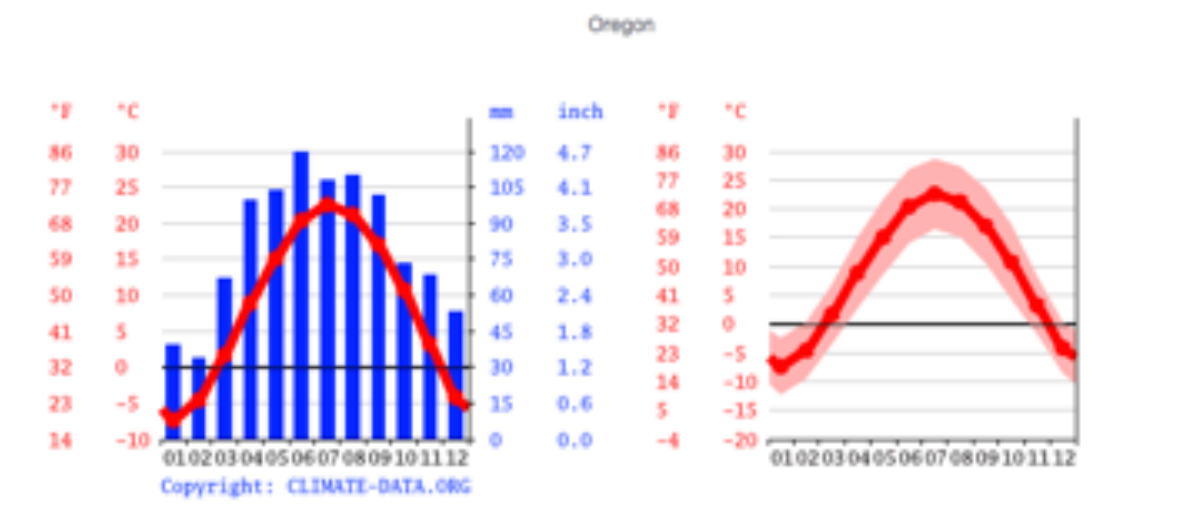 Oregon
°F °C mm inch °F °C
86 30 120 4.7 86 30
77 25 105 4.1 77 25
68 20 90 3.5 68 20
59 15 75 3.0 59 15
50 10 60 2.4 50 10
41 5 45 1.8 41 5
32 0 30 1.2 32 0
23 -5 15 0.6 23 -5
14 -10 0 0.0 14 -10
5 -15
-4 -20
01 02 03 04 05 06 07 08 09 10 11 12 01 02 03 04 05 06 07 08 09 10 11 12
Copyright: CLIMATE-DATA.ORG